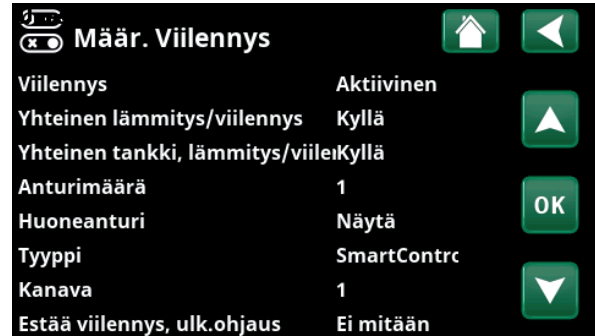 Määr. Viilennys
Viilennys Aktiivinen
Yhteinen lämmitys/viilennys Kyllä
Yhteinen tankki, lämmitys/viile Kyllä
Anturimäärä 1
Huoneanturi Näytä
OK
Tyyppi SmartContrc
Kanava 1
Estää viilennys, ulk.ohjaus Ei mitään